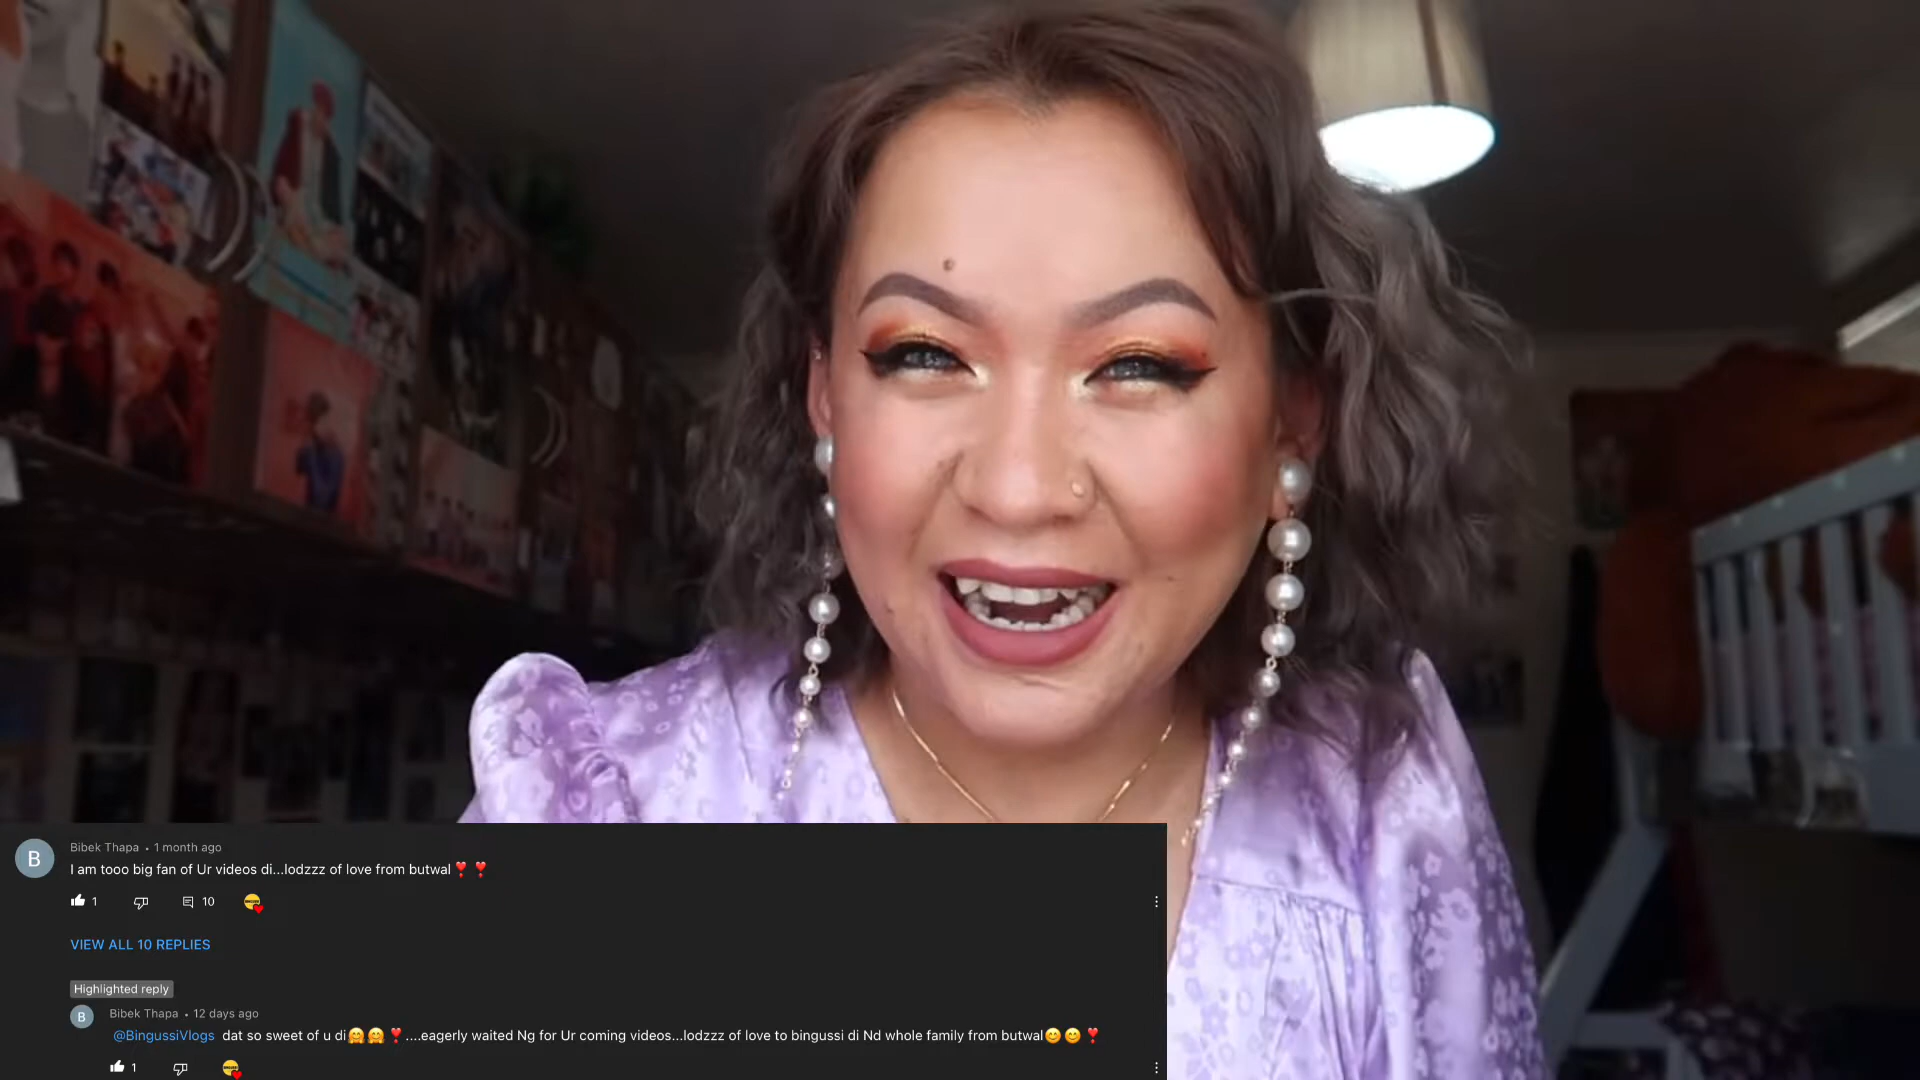 B
Bibek Thapa • 1 month ago
I am tooo big fan of Ur videos di...lodzzz of love from butwal❣️❣️
1
10
VIEW ALL 10 REPLIES
Highlighted reply
B
Bibek Thapa • 12 days ago
@BingussiVlogs dat so sweet of u di🤗🤗❣️....eagerly waited Ng for Ur coming videos...lodzzz of love to bingussi di Nd whole family from butwal😊😊❣️
1